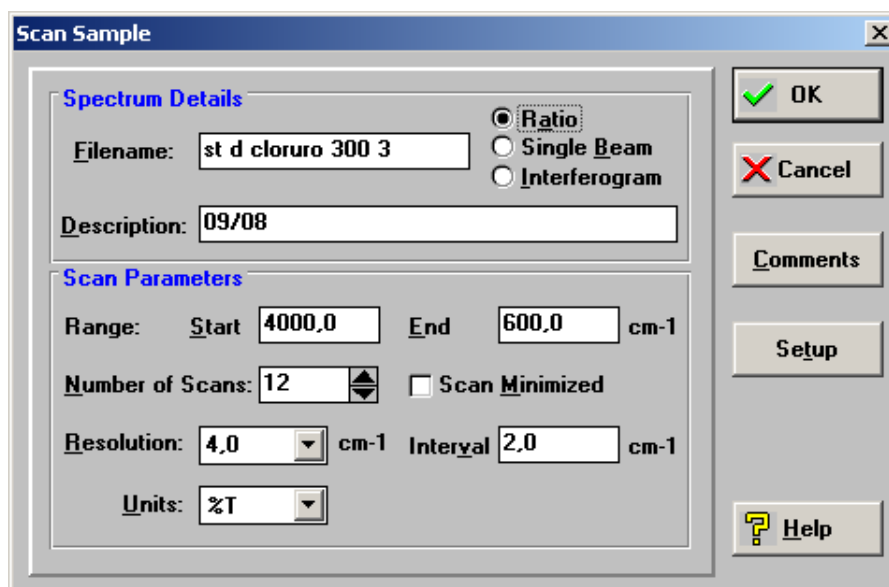 Scan Sample
Spectrum Details
Filename: st d cloruro 300 3
Ratio
Single Beam
Interferogram
Description: 09/08
Scan Parameters
Range: Start 4000,0 End 600,0 cm-1
Number of Scans: 12 Scan Minimized
Resolution: 4,0 cm-1 Interval 2,0 cm-1
Units: %T
OK
Cancel
Comments
Setup
Help